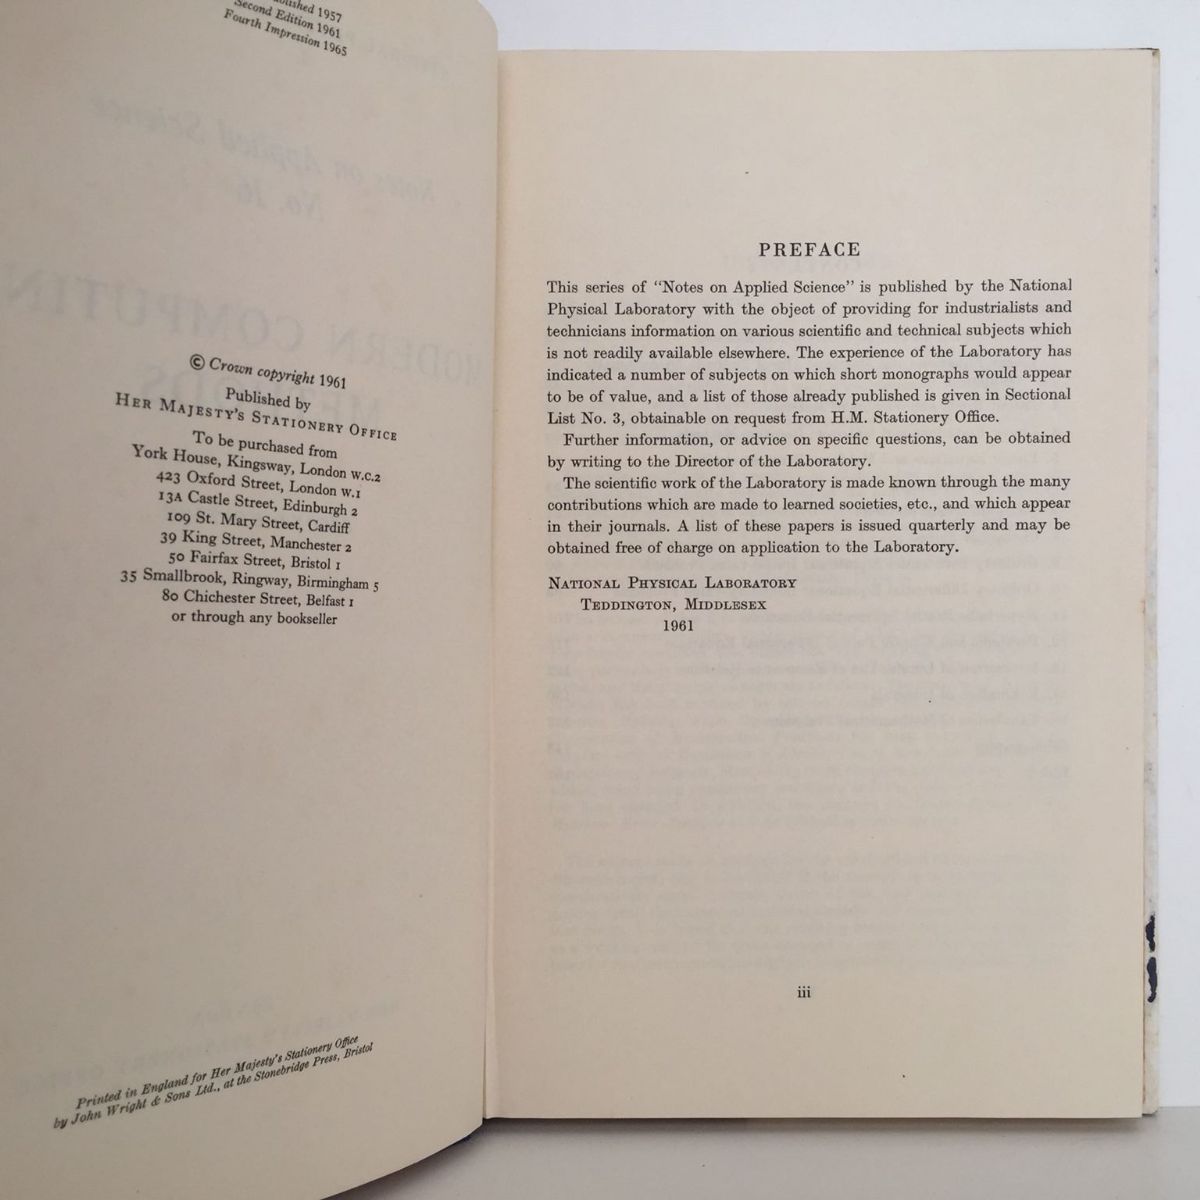 1957
Second Edition 1961
Fourth Impression 1965
© Crown copyright 1961
Published by
HER MAJESTY'S STATIONERY OFFICE
To be purchased from
York House, Kingsway, London W.C.2
423 Oxford Street, London W.1
13A Castle Street, Edinburgh 2
109 St. Mary Street, Cardiff
39 King Street, Manchester 2
50 Fairfax Street, Bristol 1
35 Smallbrook, Ringway, Birmingham 5
80 Chichester Street, Belfast 1
or through any bookseller
Printed in England for Her Majesty's Stationery Office
by John Wright & Sons Ltd., at the Stonebridge Press, Bristol
PREFACE
This series of “Notes on Applied Science” is published by the National
Physical Laboratory with the object of providing for industrialists and
technicians information on various scientific and technical subjects which
is not readily available elsewhere. The experience of the Laboratory has
indicated a number of subjects on which short monographs would appear
to be of value, and a list of those already published is given in Sectional
List No. 3, obtainable on request from H.M. Stationery Office.
Further information, or advice on specific questions, can be obtained
by writing to the Director of the Laboratory.
The scientific work of the Laboratory is made known through the many
contributions which are made to learned societies, etc., and which appear
in their journals. A list of these papers is issued quarterly and may be
obtained free of charge on application to the Laboratory.
NATIONAL PHYSICAL LABORATORY
TEDDINGTON, MIDDLESEX
1961
iii